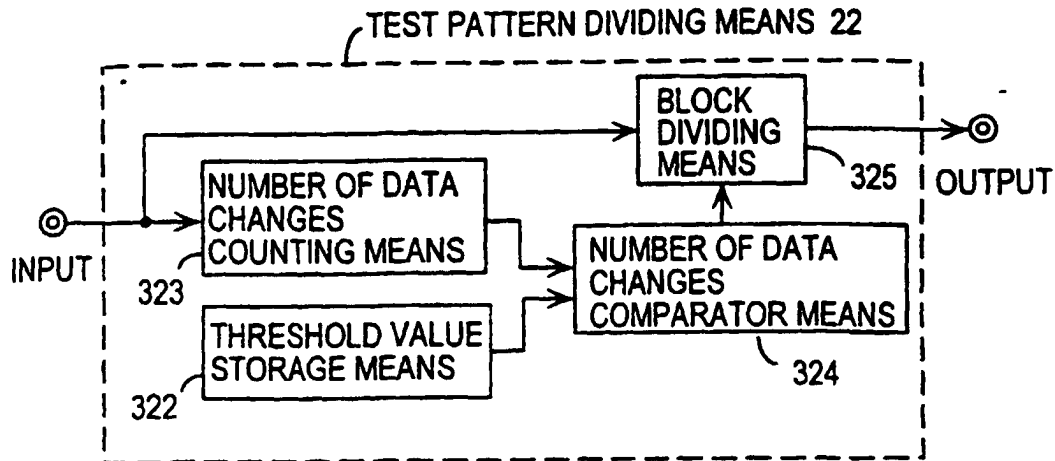 TEST PATTERN DIVIDING MEANS 22
BLOCK
DIVIDING
MEANS
325
OUTPUT
NUMBER OF DATA
CHANGES
COUNTING MEANS
323
INPUT
NUMBER OF DATA
CHANGES
COMPARATOR MEANS
324
THRESHOLD VALUE
STORAGE MEANS
322